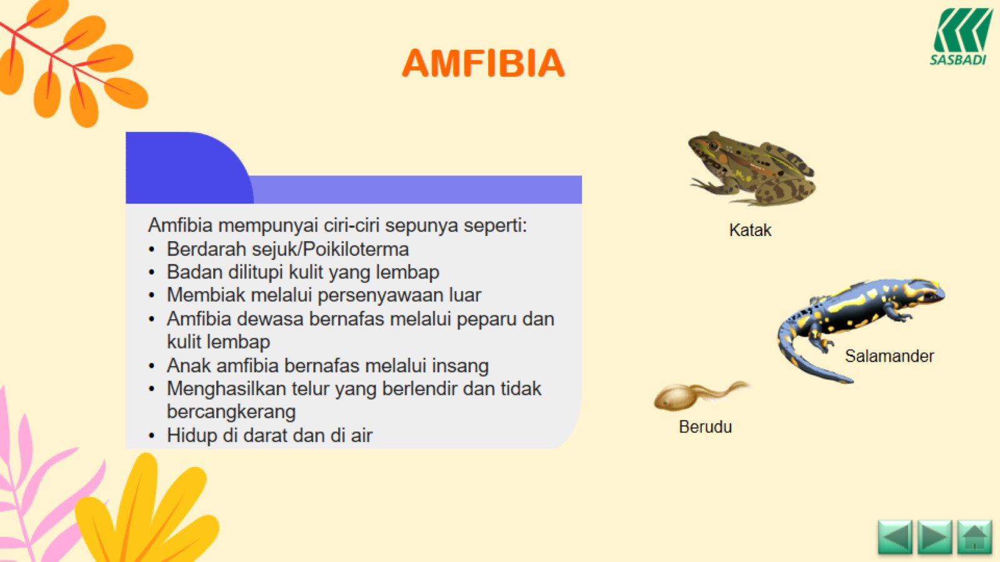 SASBADI
AMFIBIA
Amfibia mempunyai ciri-ciri sepunya seperti:
• Berdarah sejuk/Poikiloterma
• Badan dilitupi kulit yang lembap
• Membiak melalui persenyawaan luar
• Amfibia dewasa bernafas melalui peparu dan
kulit lembap
• Anak amfibia bernafas melalui insang
• Menghasilkan telur yang berlendir dan tidak
bercangkerang
• Hidup di darat dan di air
Katak
Salamander
Berudu